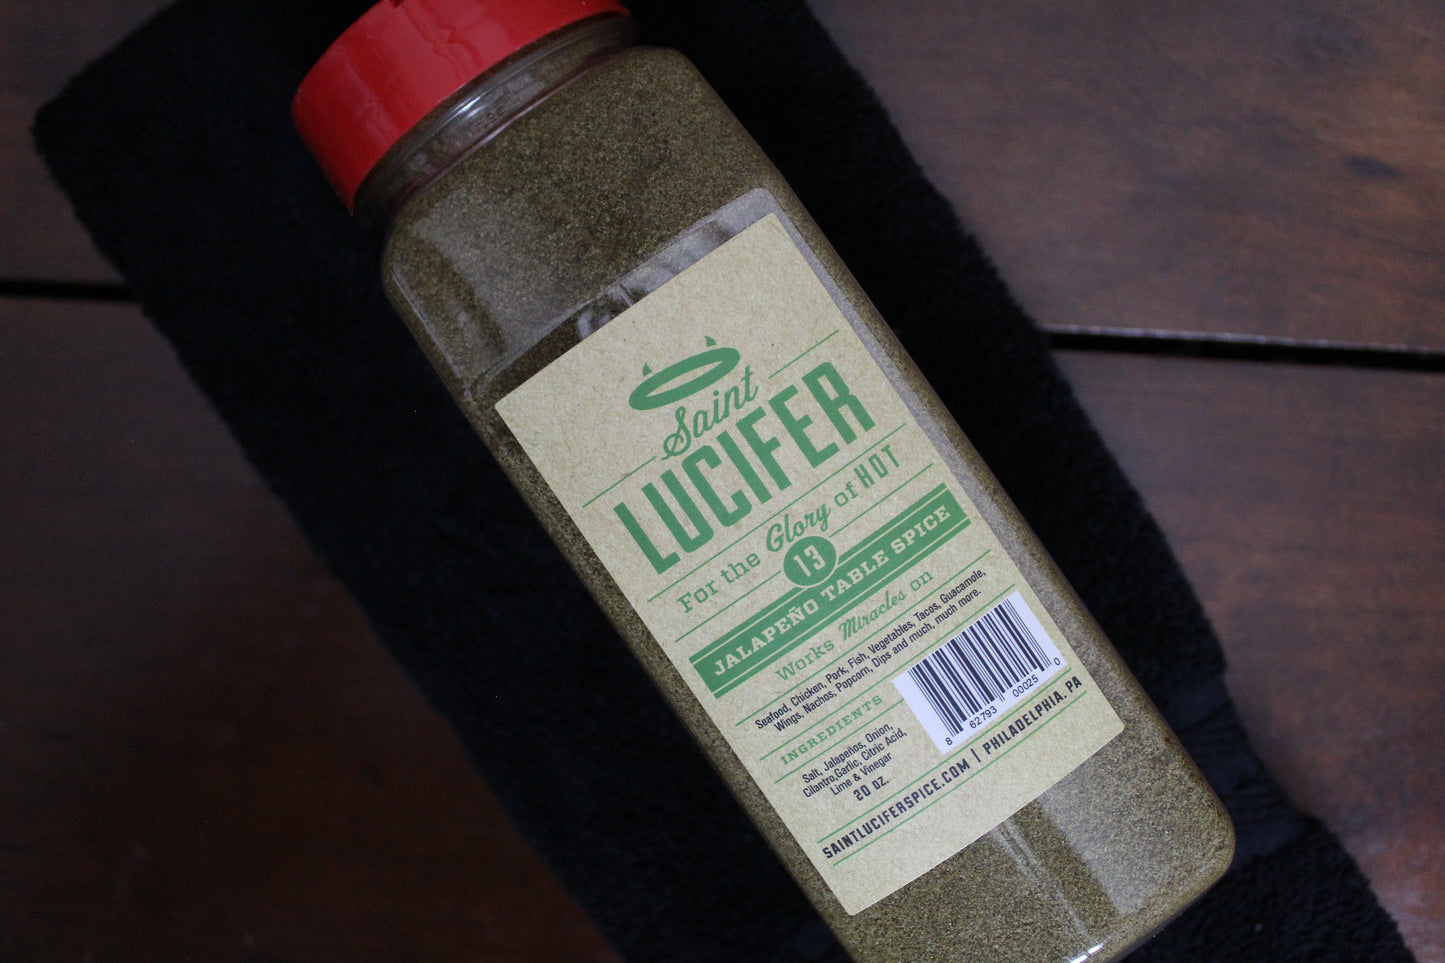 Saint
LUCIFER
For the Glory of HOT
13
JALAPEÑO TABLE SPICE
Works Miracles on
Seafood, Chicken, Pork, Fish, Vegetables, Tacos, Guacamole,
Wings, Nachos, Popcorn, Dips and much, much more.
INGREDIENTS
Salt, Jalapeños, Onion,
Cilantro,Garlic, Citric Acid,
Lime & Vinegar
20 OZ.
8 62793 00025 0
SAINTLUCIFERSPICE.COM | PHILADELPHIA, PA